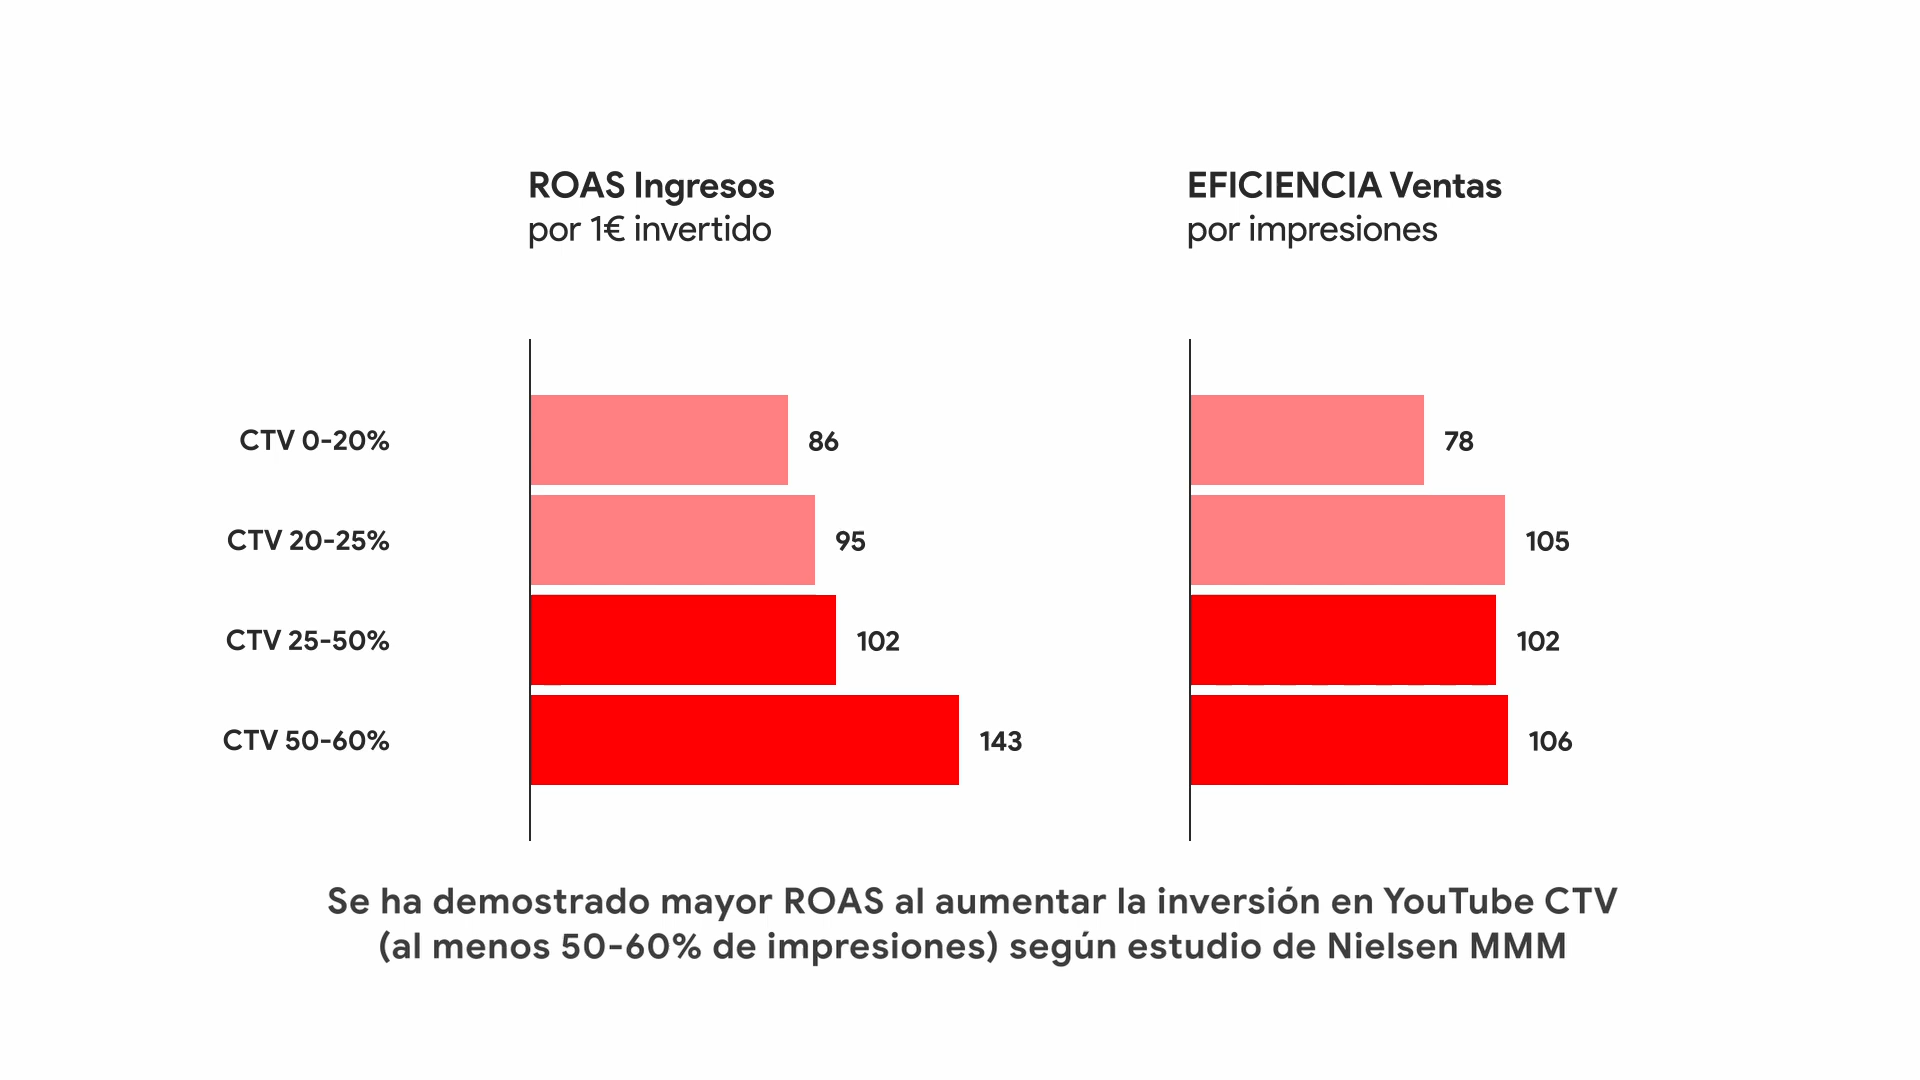 ROAS Ingresos
por 1€ invertido
EFICIENCIA Ventas
por impresiones
CTV 0-20%
86
78
CTV 20-25%
95
105
CTV 25-50%
102
102
CTV 50-60%
143
106
Se ha demostrado mayor ROAS al aumentar la inversión en YouTube CTV
(al menos 50-60% de impresiones) según estudio de Nielsen MMM